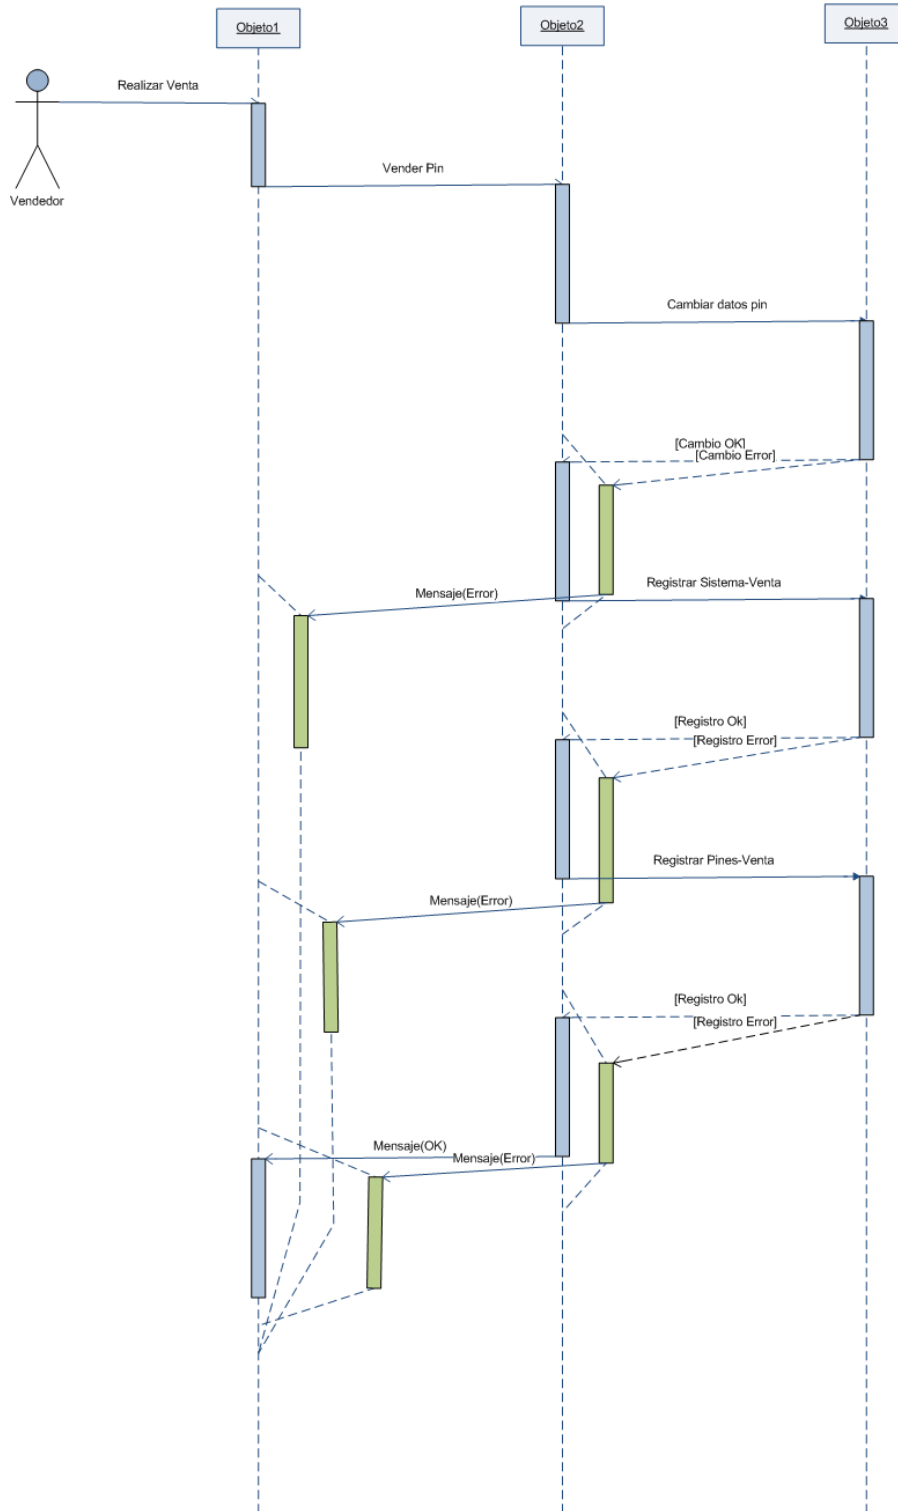 Objeto1
Objeto2
Objeto3
Realizar Venta
Vendedor
Vender Pin
Cambiar datos pin
[Cambio OK]
[Cambio Error]
Registrar Sistema-Venta
Mensaje(Error)
[Registro Ok]
[Registro Error]
Registrar Pines-Venta
Mensaje(Error)
[Registro Ok]
[Registro Error]
Mensaje(OK)
Mensaje(Error)